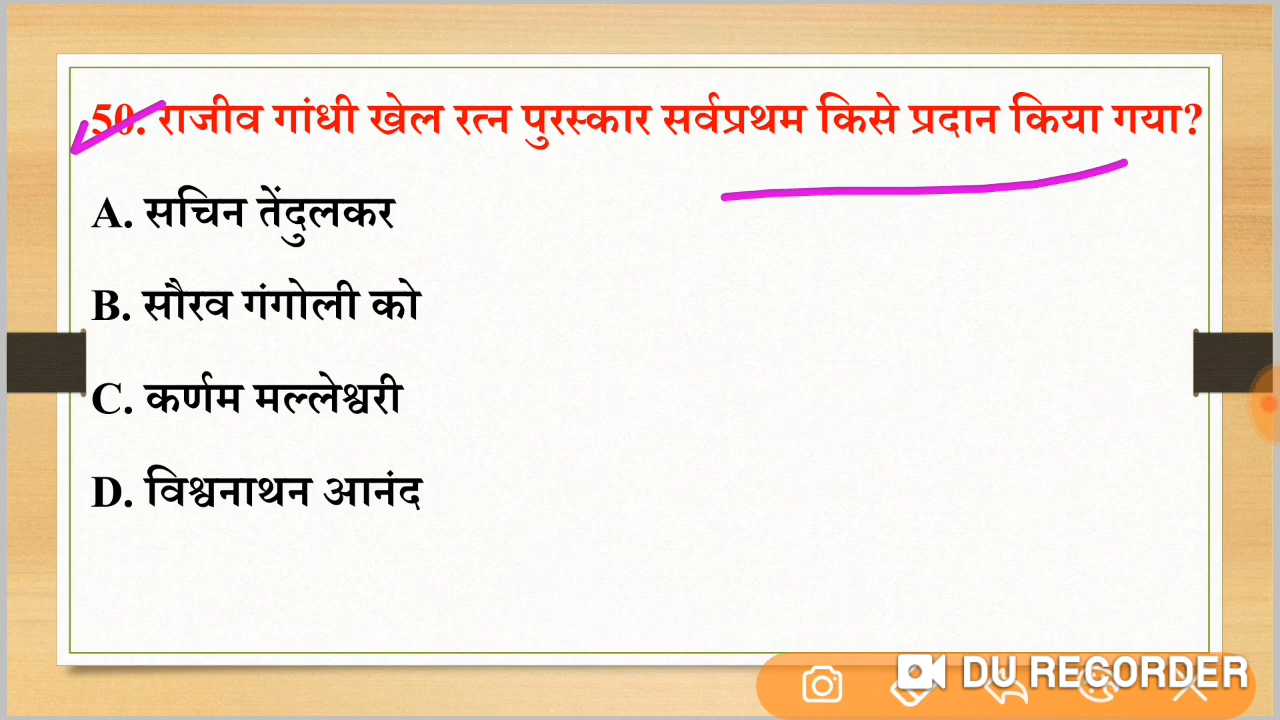 50. राजीव गांधी खेल रत्न पुरस्कार सर्वप्रथम किसे प्रदान किया गया?
A. सचिन तेंदुलकर
B. सौरव गंगोली को
C. कर्णम मल्लेश्वरी
D. विश्वनाथन आनंद
DU RECORDER